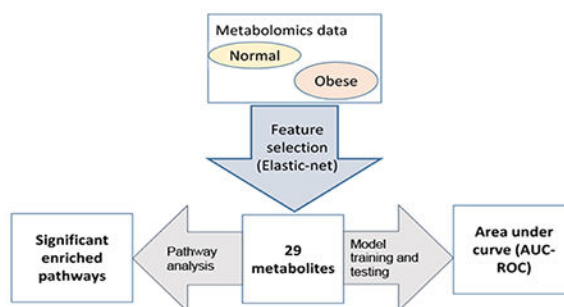 Metabolomics data
Normal
Obese
Feature
selection
(Elastic-net)
Significant
enriched
pathways
Pathway
analysis
29
metabolites
Model
training and
testing
Area under
curve (AUC-
ROC)